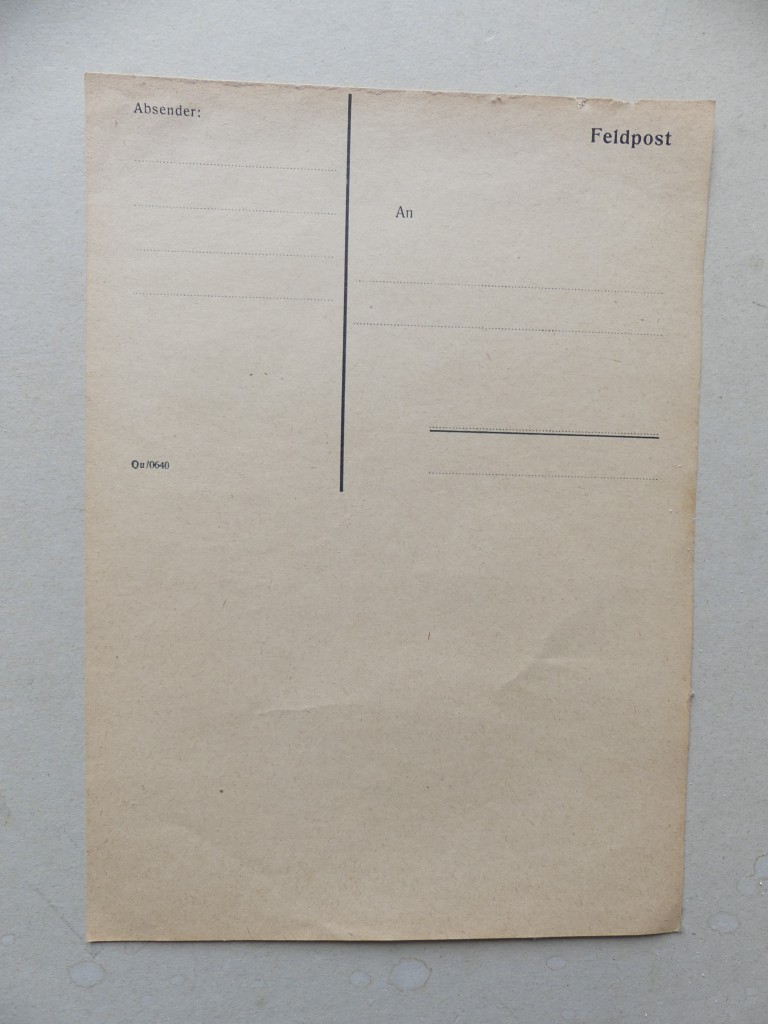 Absender:
Feldpost
An
Qu/0640